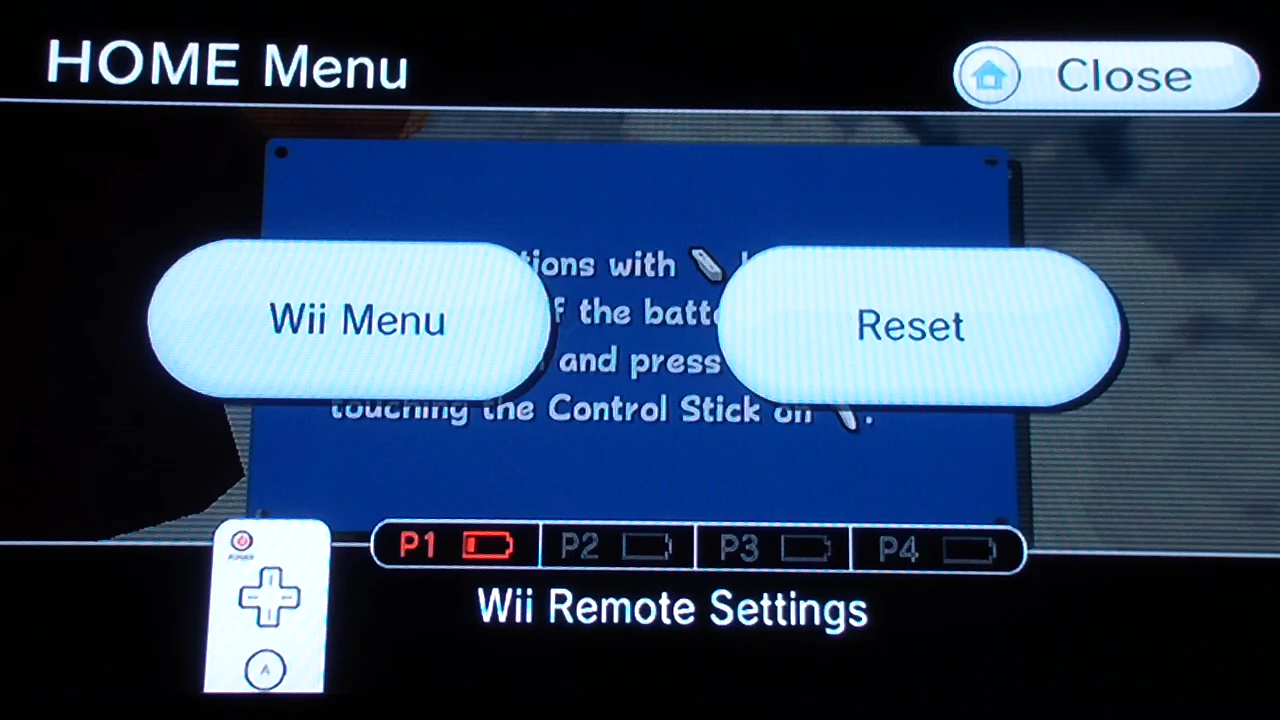 HOME Menu
Close
tions with
f the batt
and press
touching the Control Stick on .
Wii Menu
Reset
P1 P2 P3 P4
POWER
A
Wii Remote Settings